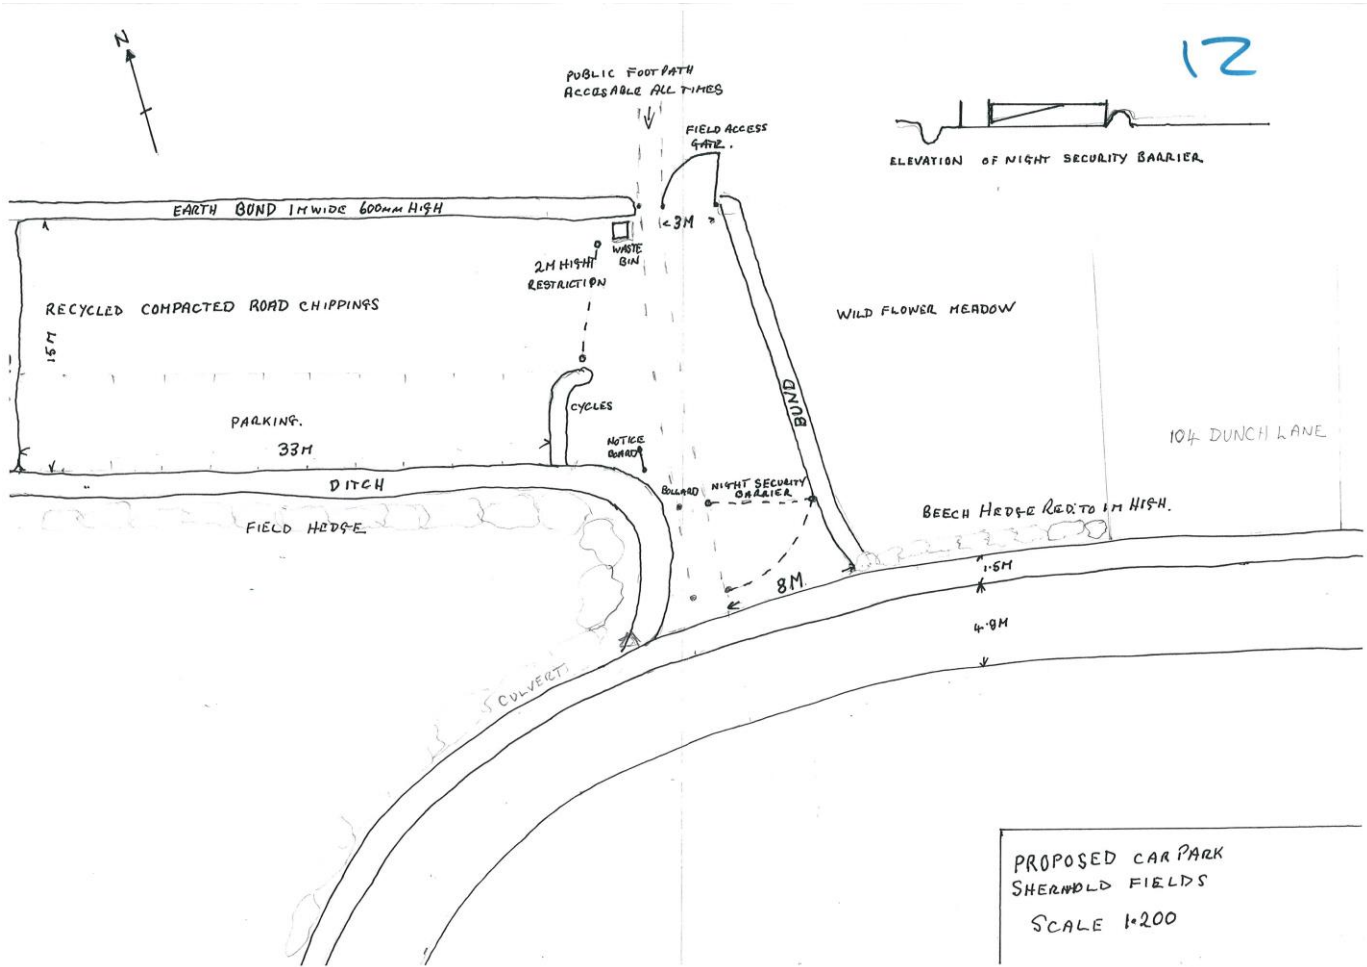 N
12
PUBLIC FOOTPATH
ACCESABLE ALL TIMES
FIELD ACCESS
GATE.
ELEVATION OF NIGHT SECURITY BARRIER
EARTH BUND 1M WIDE 600mm HIGH
3M
WASTE
BIN
2M HIGHT
RESTRICTION
RECYCLED COMPACTED ROAD CHIPPINGS
WILD FLOWER MEADOW
15M
BUND
CYCLES
PARKING.
33M
NOTICE
BOARD
104 DUNCH LANE
DITCH
BOLLARD
NIGHT SECURITY
BARRIER
FIELD HEDGE
BEECH HEDGE RED. TO 1M HIGH.
1.5M
8M
4.8M
CULVERT
PROPOSED CAR PARK
SHERNOLD FIELDS
SCALE 1:200